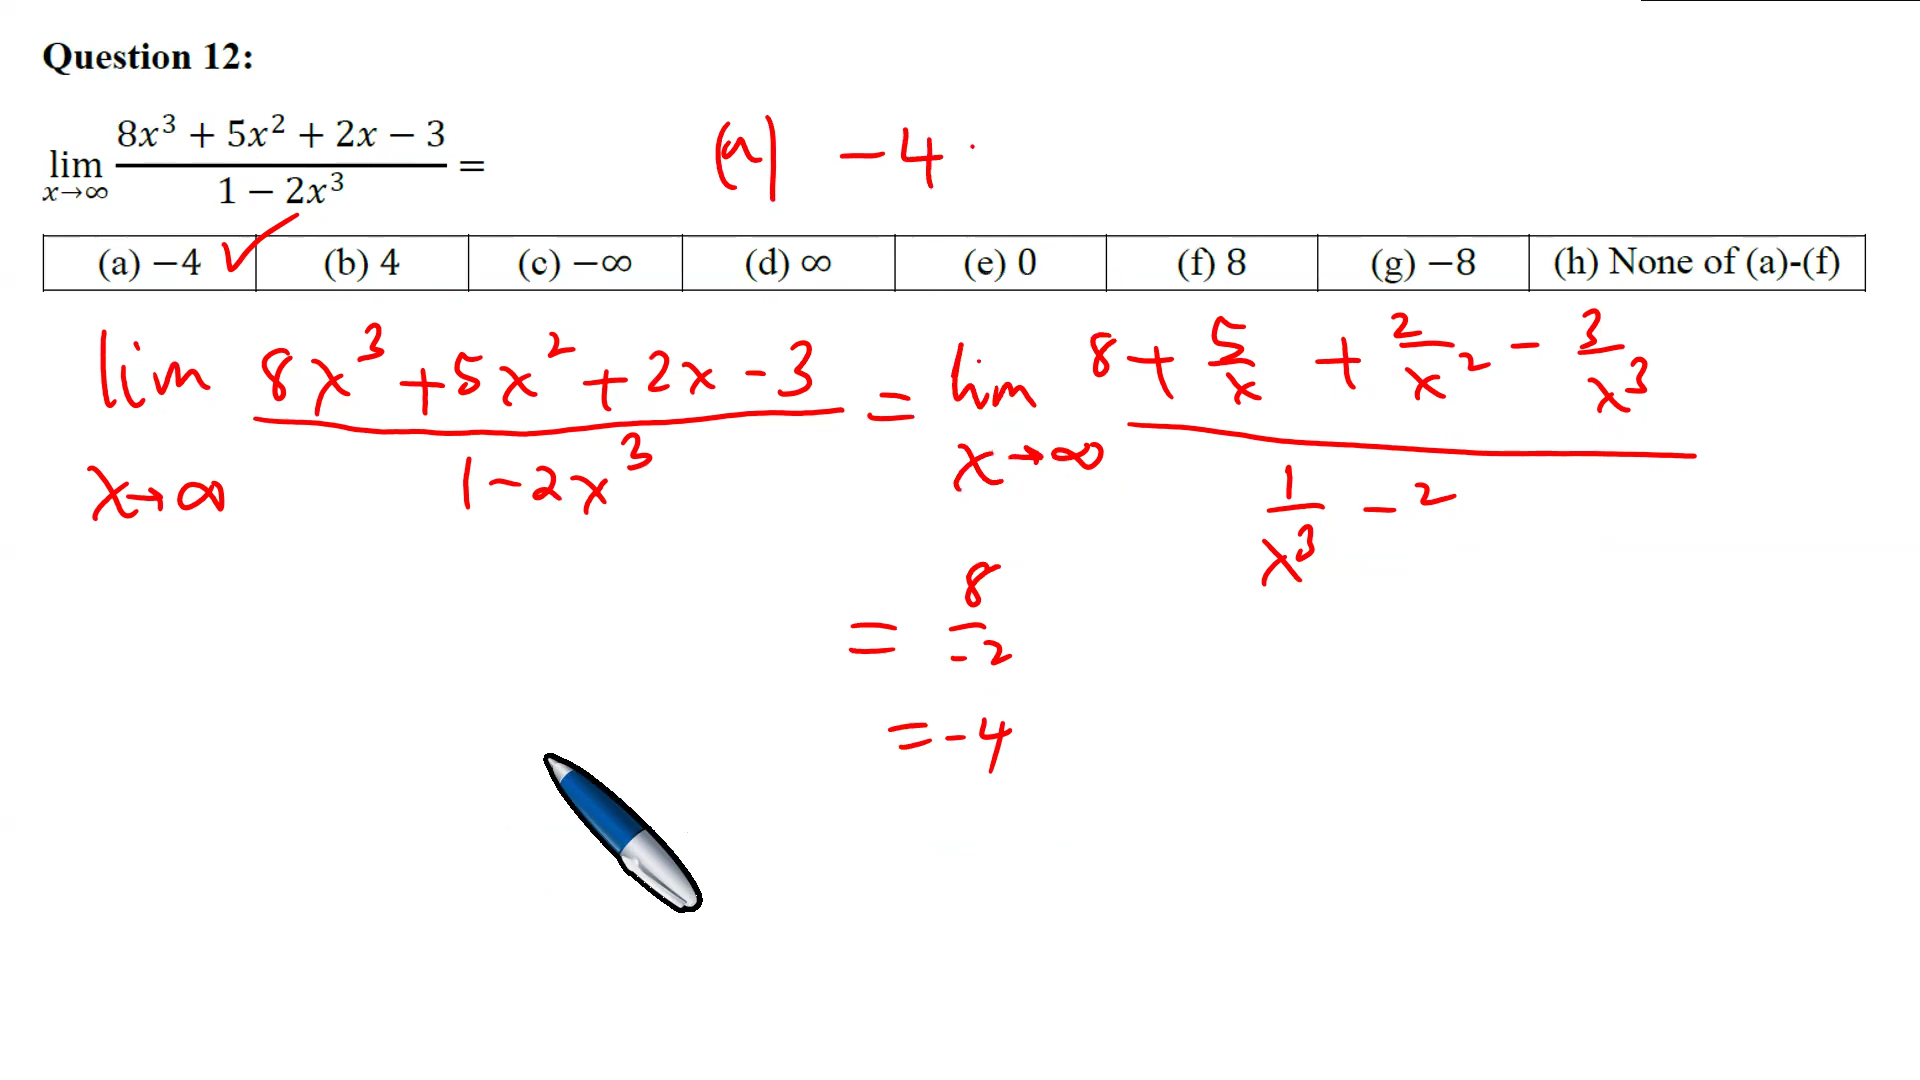 Question 12:
lim x→∞ (8x³ + 5x² + 2x − 3)/(1 − 2x³) =
(a) −4
(a) −4 ✓ (b) 4 (c) −∞ (d) ∞ (e) 0 (f) 8 (g) −8 (h) None of (a)-(f)
lim x→∞ (8x³ + 5x² + 2x − 3)/(1 − 2x³) = lim x→∞ (8 + 5/x + 2/x² − 3/x³)/(1/x³ − 2)
= 8/−2
= −4